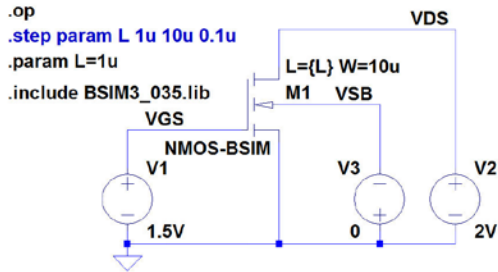 .op
.step param L 1u 10u 0.1u
.param L=1u
.include BSIM3_035.lib
VDS
L={L} W=10u
M1
VSB
VGS
NMOS-BSIM
V1
V3
V2
+
-
-
+
+
-
1.5V
0
2V